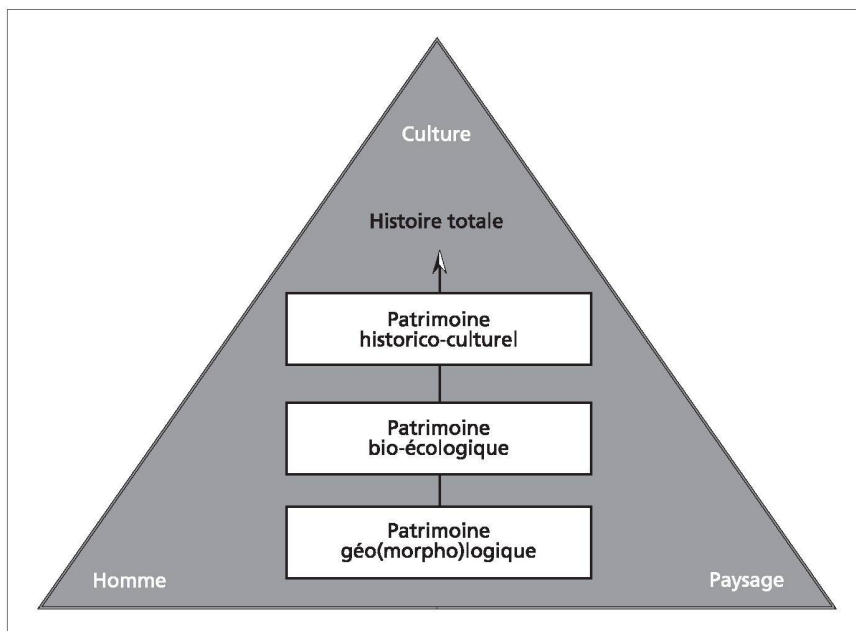 Culture
Histoire totale
Patrimoine
historico-culturel
Patrimoine
bio-écologique
Patrimoine
géo(morpho)logique
Homme
Paysage